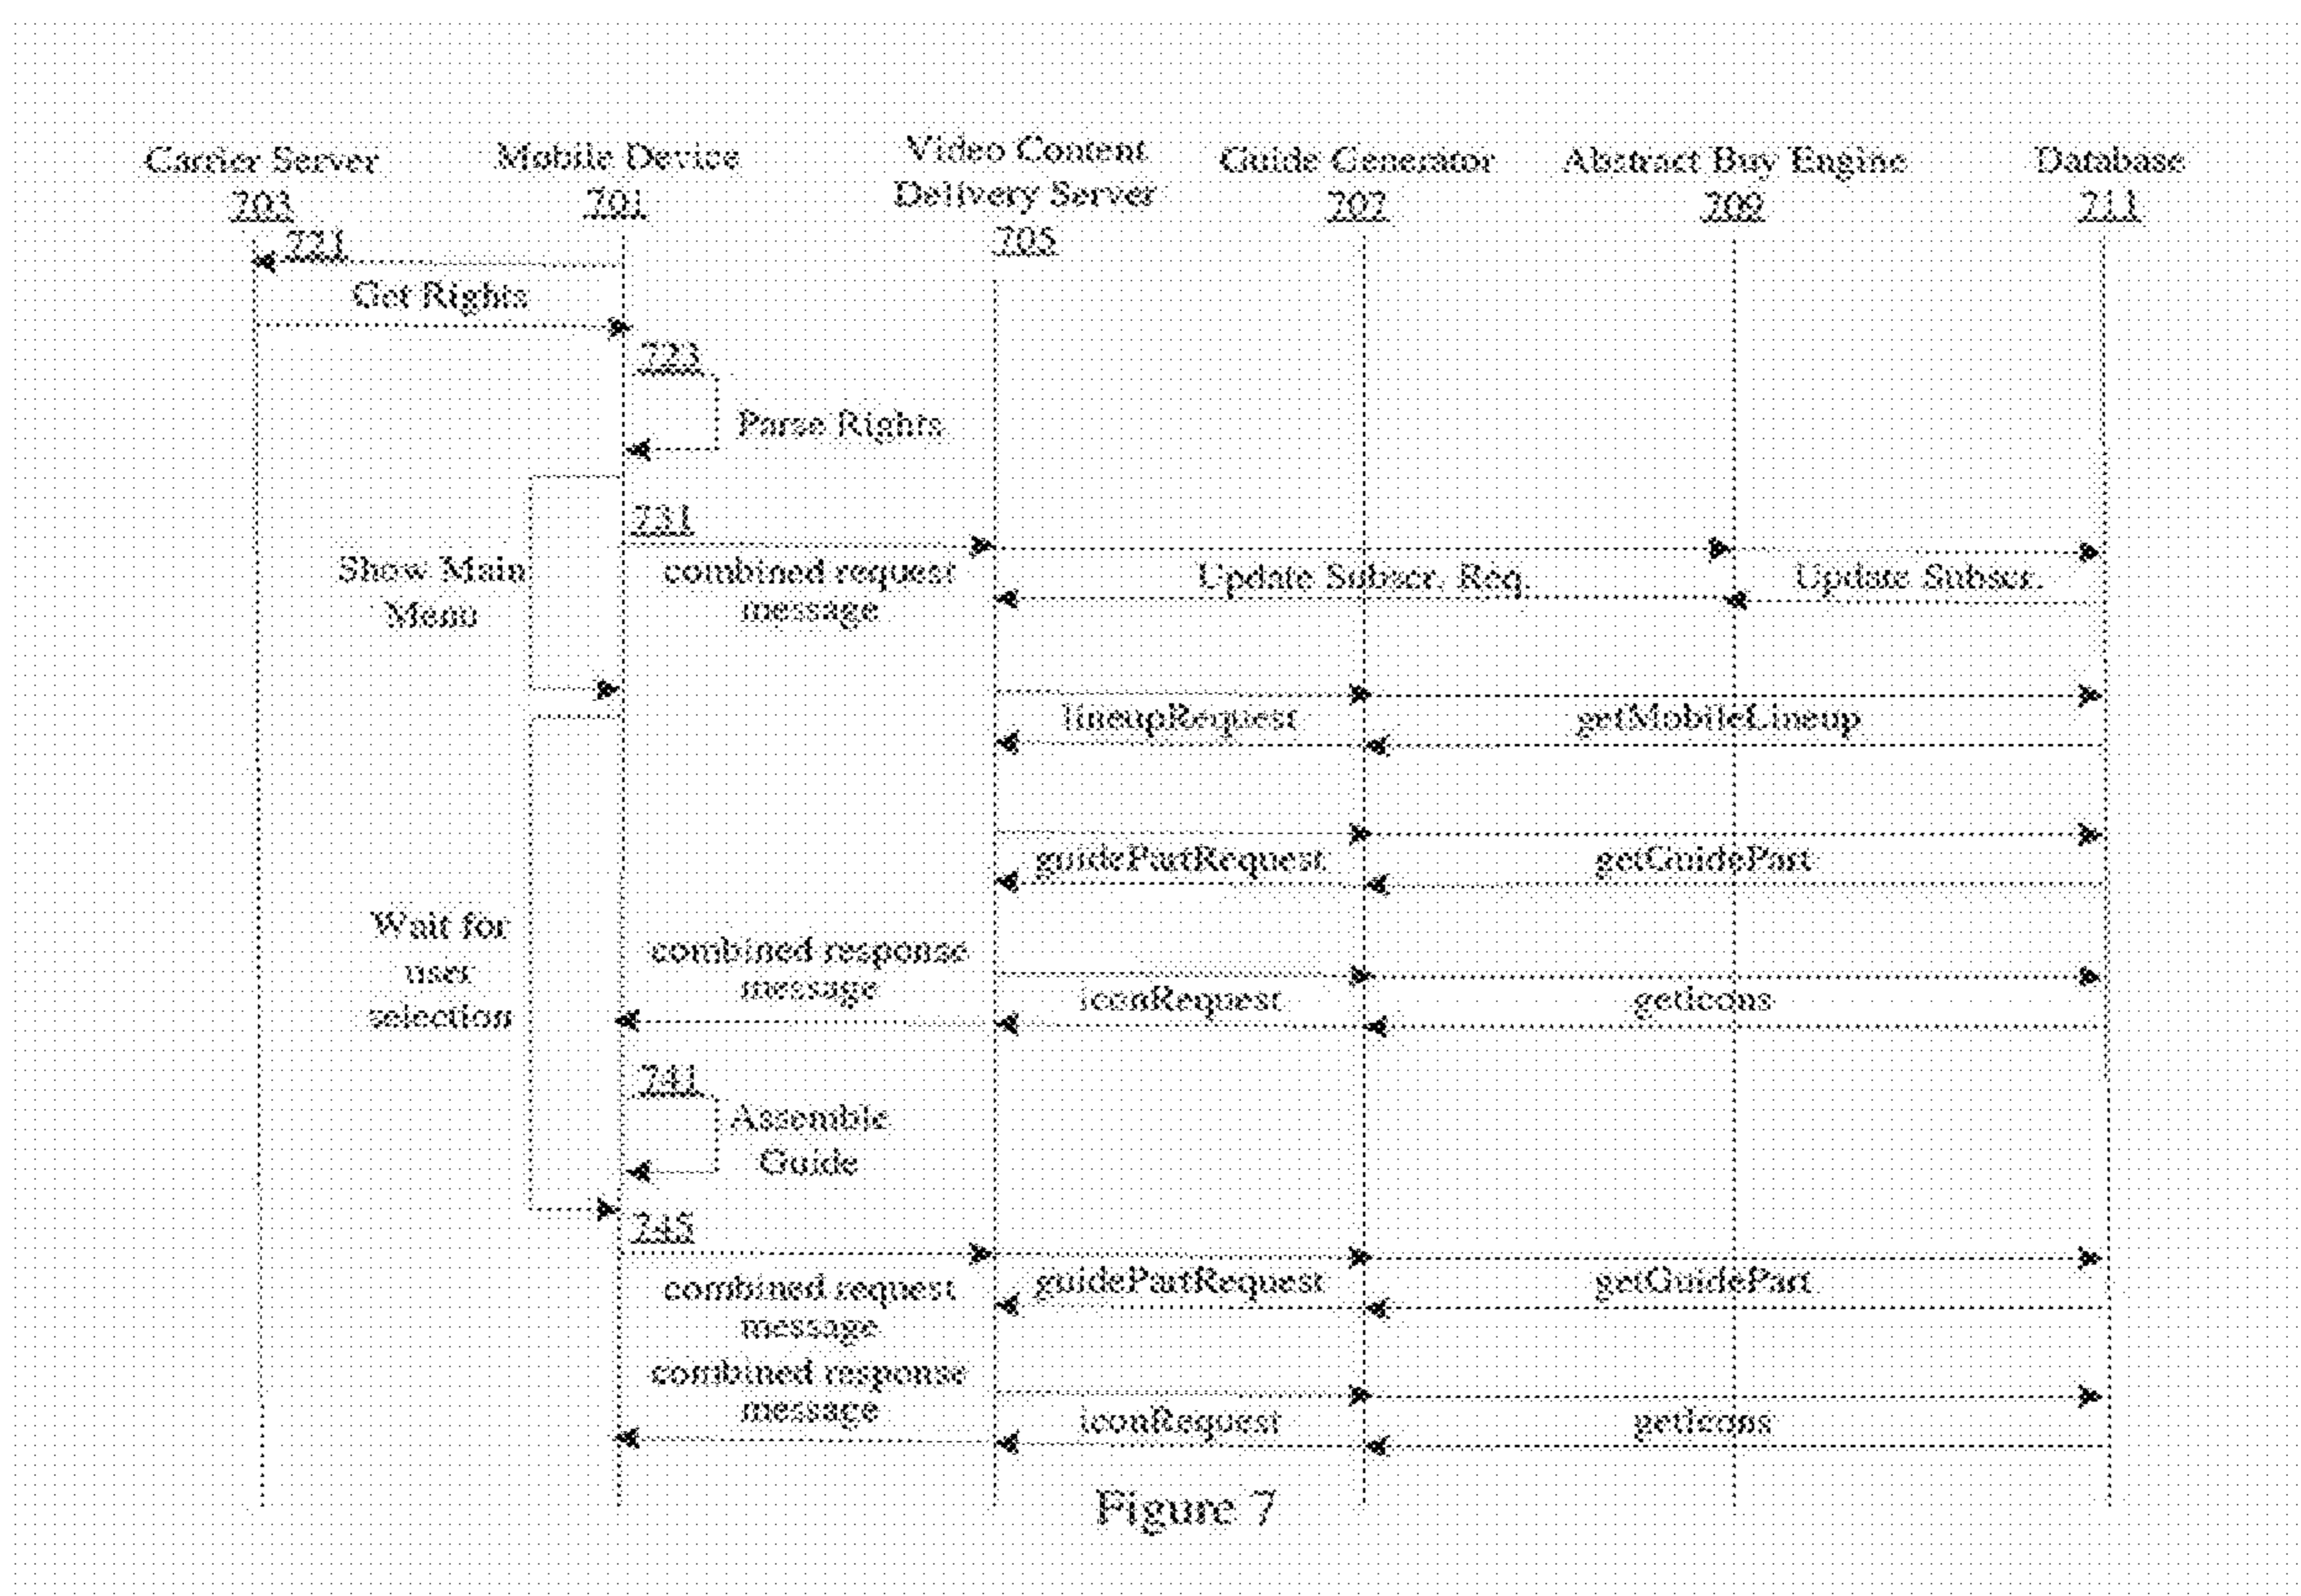 Carrier Server
703
Mobile Device
701
Video Content
Delivery Server
705
Guide Generator
707
Abstract Buy Engine
709
Database
711
721
Get Rights
723
Parse Rights
731
Show Main
Menu
combined request
message
Update Subscr. Req.
Update Subscr.
lineupRequest
getMobileLineup
guidePartRequest
getGuidePart
Wait for
user
selection
combined response
message
iconRequest
getIcons
741
Assemble
Guide
745
combined request
message
guidePartRequest
getGuidePart
combined response
message
iconRequest
getIcons
Figure 7